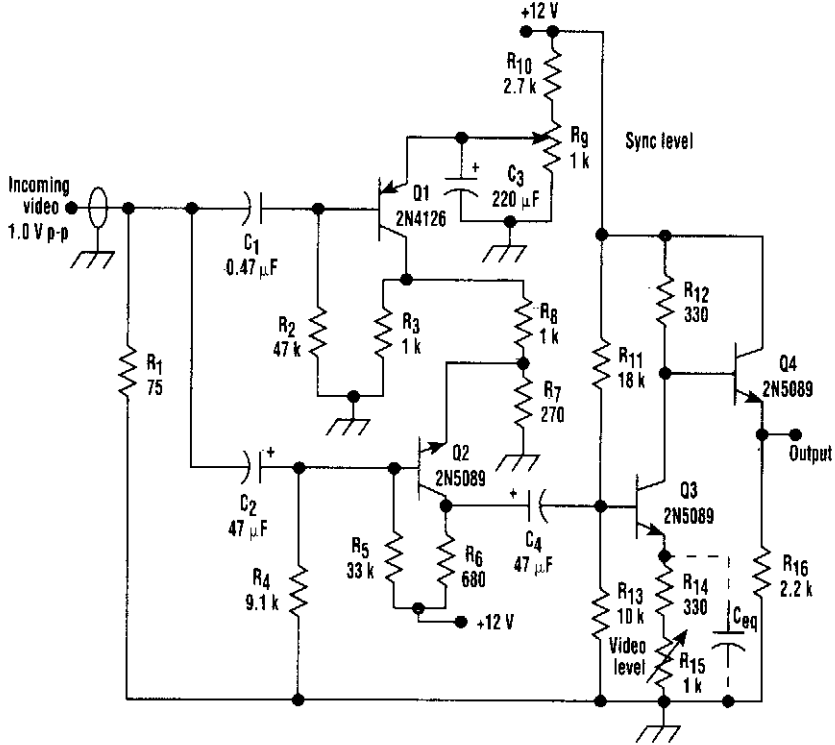 +12 V
R10
2.7 k
R9
1 k
Sync level
Incoming
video
1.0 V p-p
+
C3
220 µF
Q1
2N4126
C1
0.47 µF
R2
47 k
R3
1 k
R8
1 k
R12
330
R1
75
R11
18 k
Q4
2N5089
R7
270
Q2
2N5089
Output
+
C2
47 µF
+
C4
47 µF
Q3
2N5089
R5
33 k
R6
680
R4
9.1 k
+12 V
R13
10 k
R14
330
R16
2.2 k
Ceq
Video
level
R15
1 k